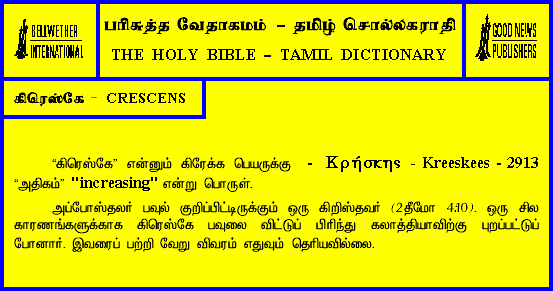 BELLWETHER
INTERNATIONAL
பரிசுத்த வேதாகமம் – தமிழ் சொல்லகராதி
THE HOLY BIBLE – TAMIL DICTIONARY
GOOD NEWS
PUBLISHERS
கிரெஸ்கே - CRESCENS
“கிரெஸ்கே” என்னும் கிரேக்க பெயருக்கு - Κρήσκης - Kreeskees - 2913
“அதிகம்” "increasing" என்று பொருள்.
அப்போஸ்தலர் பவுல் குறிப்பிட்டிருக்கும் ஒரு கிறிஸ்தவர் (2தீமோ 4:10). ஒரு சில
காரணங்களுக்காக கிரெஸ்கே பவுலை விட்டுப் பிரிந்து கலாத்தியாவிற்கு புறப்பட்டுப்
போனார். இவரைப் பற்றி வேறு விவரம் எதுவும் தெரியவில்லை.